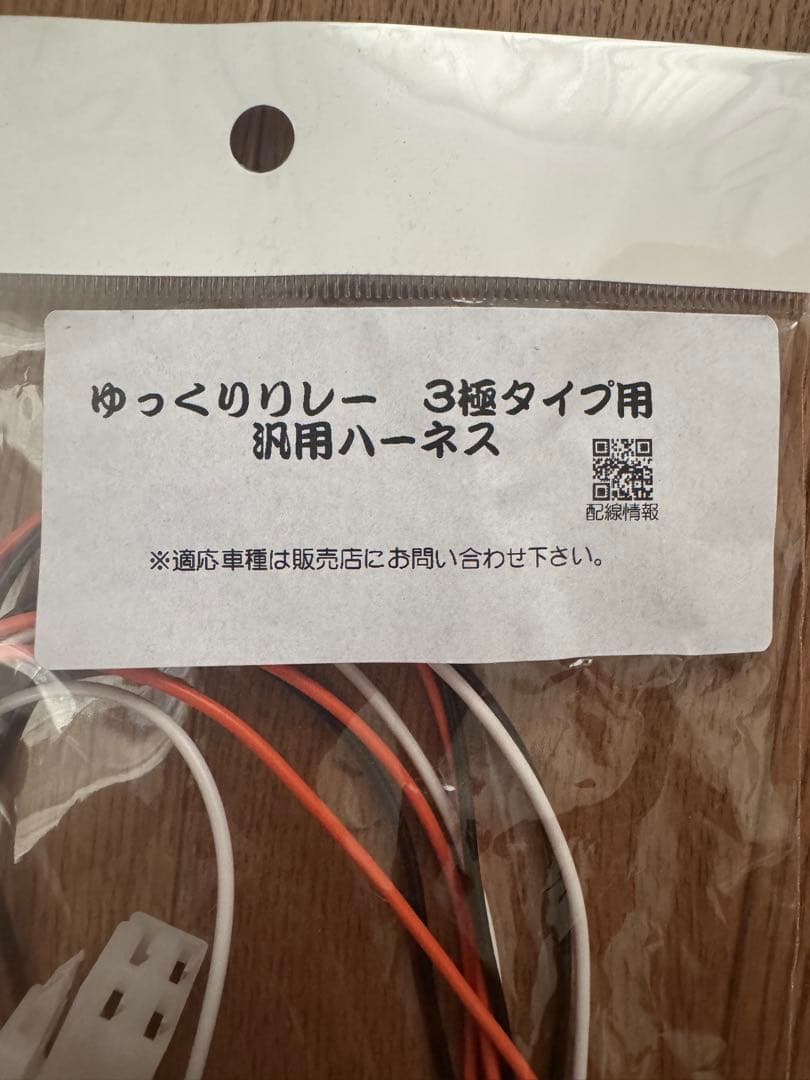 ゆっくりリレー　3極タイプ用
汎用ハーネス
配線情報
※適応車種は販売店にお問い合わせ下さい。